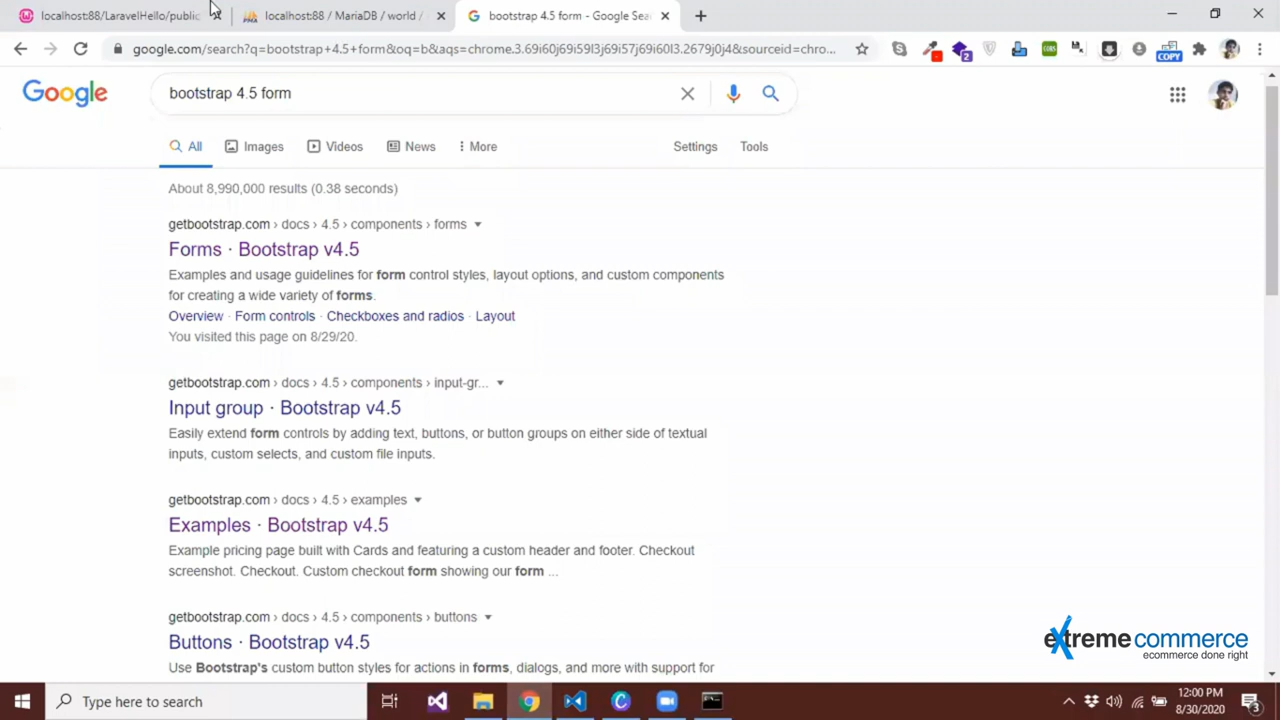 localhost:88/LaravelHello/public
localhost:88 / MariaDB / world /
bootstrap 4.5 form - Google Sea
google.com/search?q=bootstrap+4.5+form&oq=b&aqs=chrome.3.69i60j69i59l3j69i57j69i60l3.2679j0j4&sourceid=chro...
2
COPY
Google
bootstrap 4.5 form
All
Images
Videos
News
More
Settings
Tools
About 8,990,000 results (0.38 seconds)
getbootstrap.com › docs › 4.5 › components › forms
Forms · Bootstrap v4.5
Examples and usage guidelines for form control styles, layout options, and custom components
for creating a wide variety of forms.
Overview · Form controls · Checkboxes and radios · Layout
You visited this page on 8/29/20.
getbootstrap.com › docs › 4.5 › components › input-gr...
Input group · Bootstrap v4.5
Easily extend form controls by adding text, buttons, or button groups on either side of textual
inputs, custom selects, and custom file inputs.
getbootstrap.com › docs › 4.5 › examples
Examples · Bootstrap v4.5
Example pricing page built with Cards and featuring a custom header and footer. Checkout
screenshot. Checkout. Custom checkout form showing our form ...
getbootstrap.com › docs › 4.5 › components › buttons
Buttons · Bootstrap v4.5
Use Bootstrap's custom button styles for actions in forms, dialogs, and more with support for
extreme commerce
ecommerce done right
Type here to search
12:00 PM
8/30/2020
3